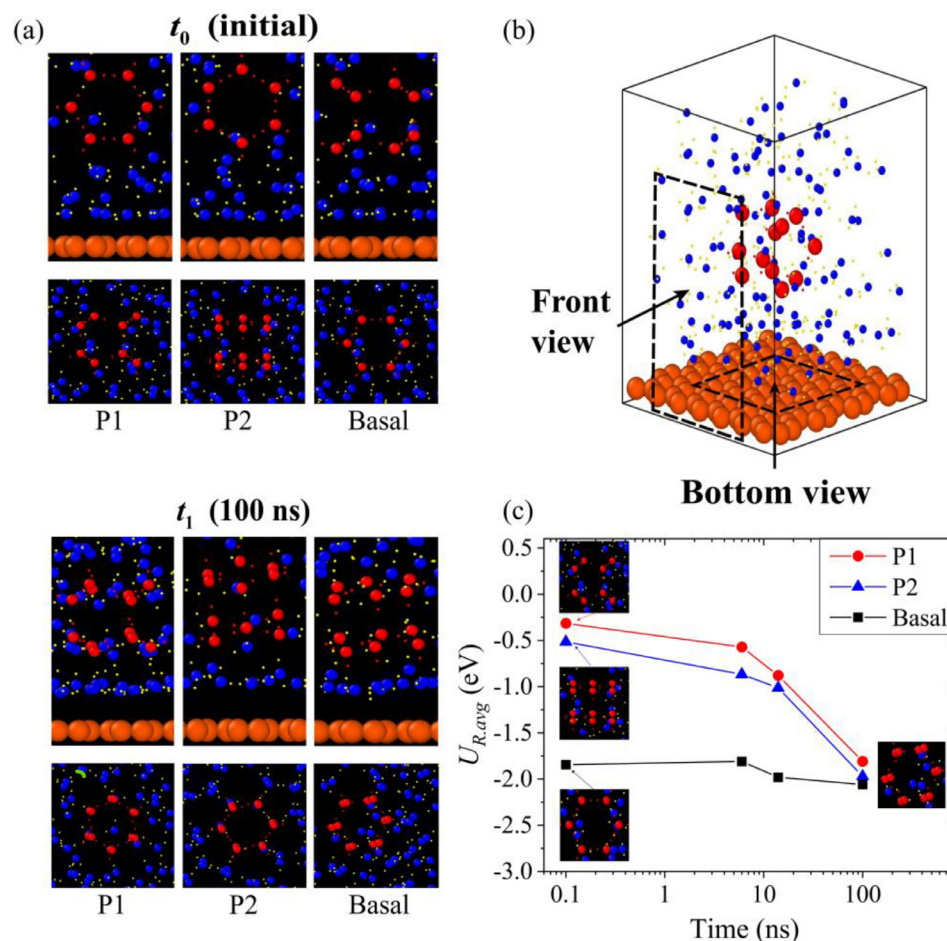 (a)
t0 (initial)
P1 P2 Basal
t1 (100 ns)
P1 P2 Basal
(b)
Front
view
Bottom view
(c)
0.5
0.0
-0.5
-1.0
-1.5
-2.0
-2.5
-3.0
UR.avg (eV)
P1
P2
Basal
0.1 1 10 100
Time (ns)